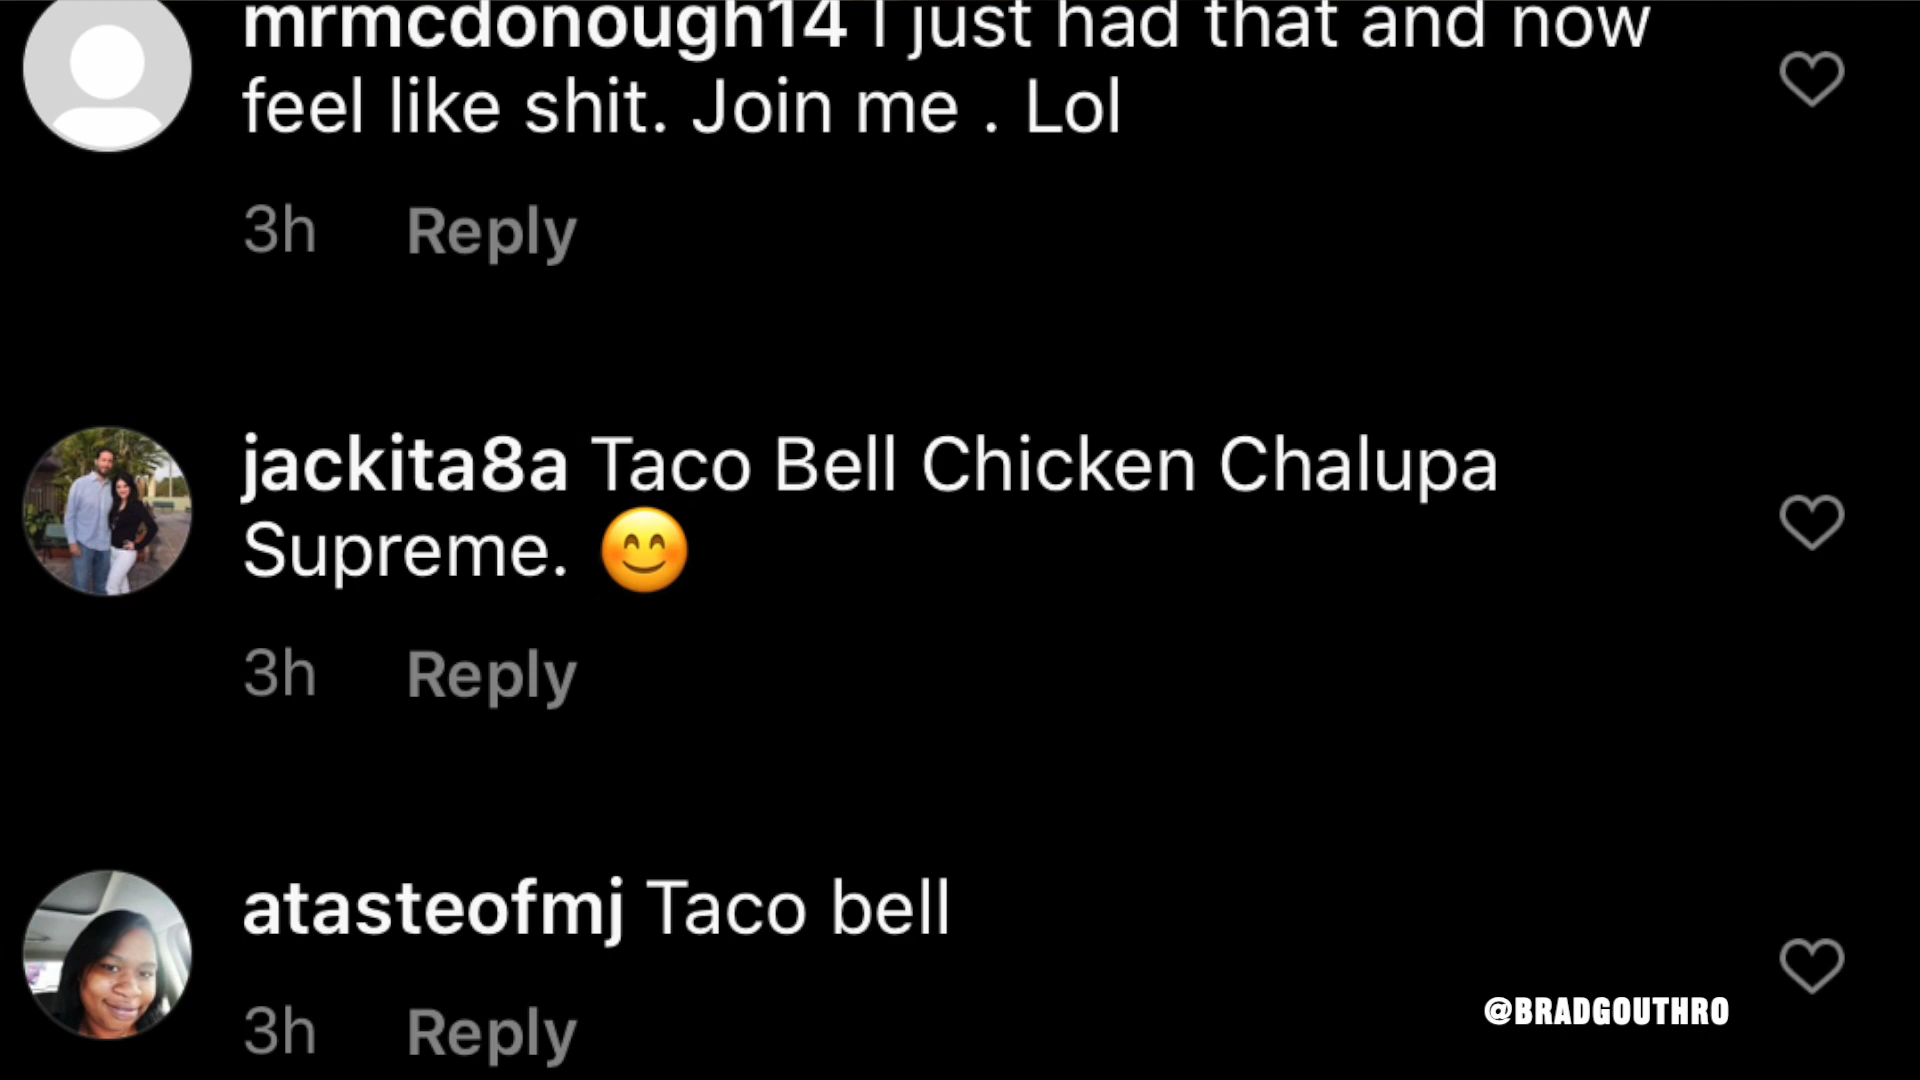 mrmcdonough14 I just had that and now
feel like shit. Join me . Lol
3h Reply
jackita8a Taco Bell Chicken Chalupa
Supreme. 😊
3h Reply
atasteofmj Taco bell
3h Reply
@BRADGOUTHRO